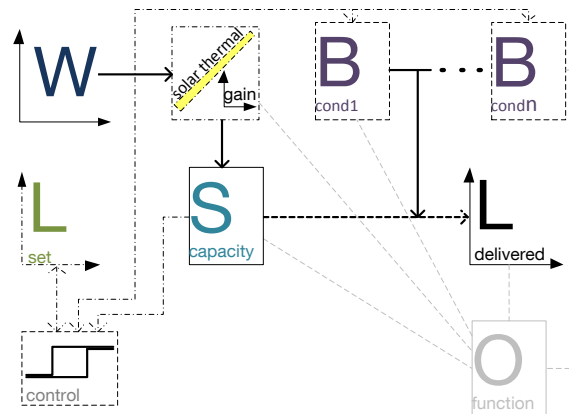 W
solar thermal
gain
B
cond1
B
condn
L
set
S
capacity
L
delivered
control
O
function